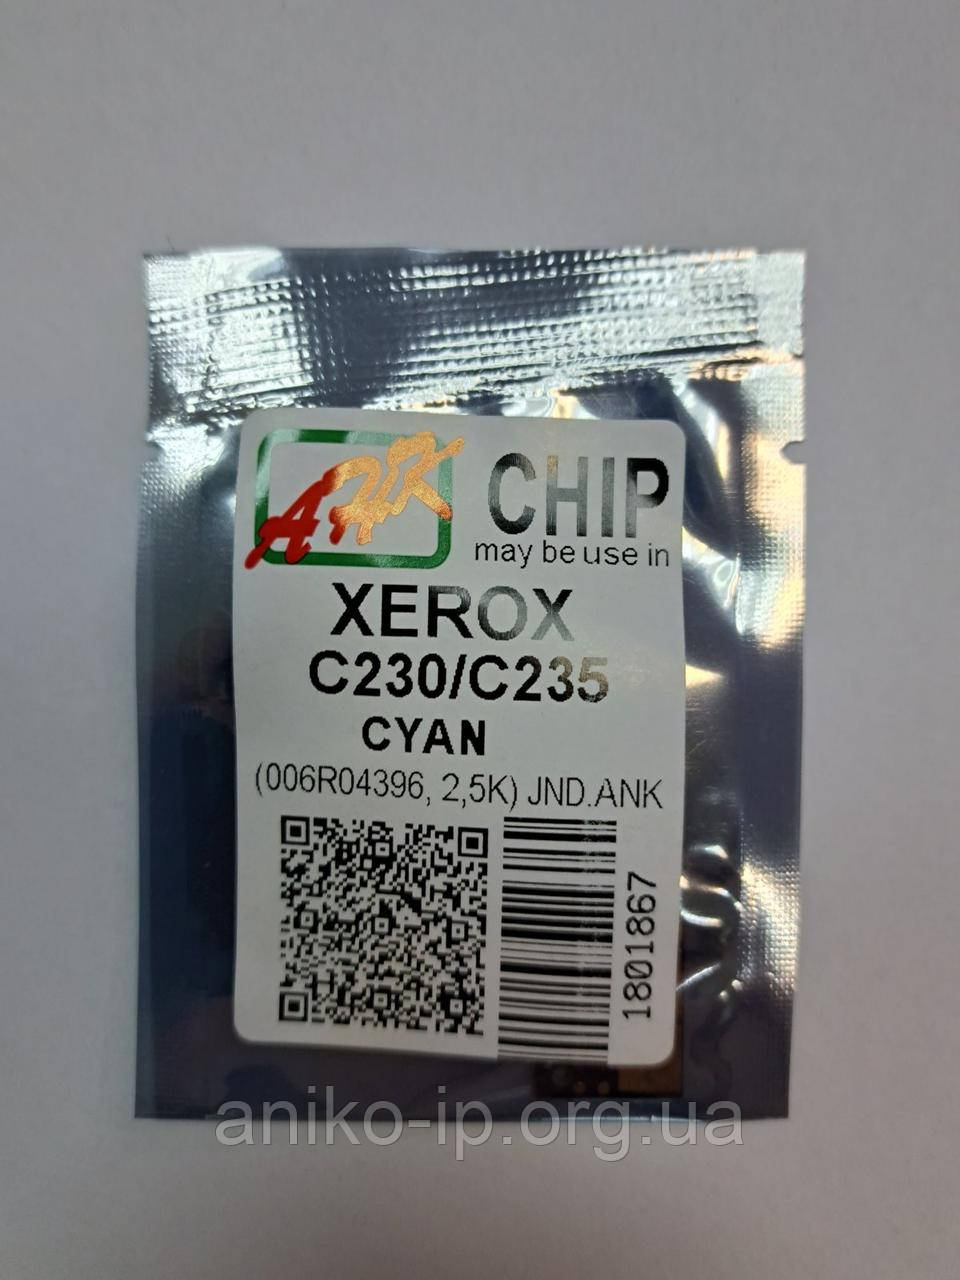 CHIP
may be use in
XEROX
C230/C235
CYAN
(006R04396, 2,5K) JND.ANK
1801867
aniko-ip.org.ua